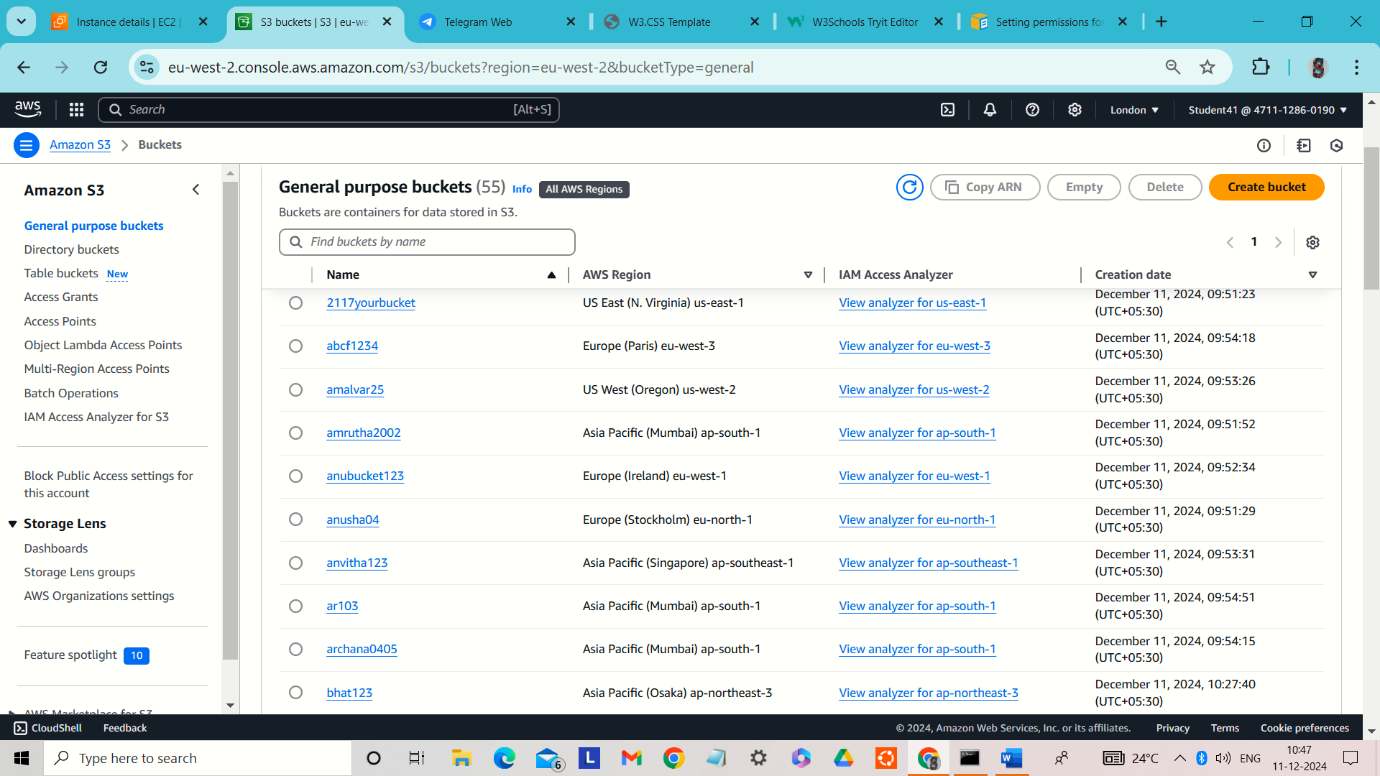 Instance details | EC2 |
S3 buckets | S3 | eu-we
Telegram Web
W3.CSS Template
W3Schools Tryit Editor
Setting permissions fo
eu-west-2.console.aws.amazon.com/s3/buckets?region=eu-west-2&bucketType=general
aws
Search
[Alt+S]
London
Student41 @ 4711-1286-0190
Amazon S3
Buckets
Amazon S3
General purpose buckets
Directory buckets
Table buckets New
Access Grants
Access Points
Object Lambda Access Points
Multi-Region Access Points
Batch Operations
IAM Access Analyzer for S3
Block Public Access settings for
this account
Storage Lens
Dashboards
Storage Lens groups
AWS Organizations settings
Feature spotlight 10
AWS Marketplace for S3
General purpose buckets (55) Info All AWS Regions
Buckets are containers for data stored in S3.
Copy ARN
Empty
Delete
Create bucket
Find buckets by name
1
Name
AWS Region
IAM Access Analyzer
Creation date
2117yourbucket
US East (N. Virginia) us-east-1
View analyzer for us-east-1
December 11, 2024, 09:51:23
(UTC+05:30)
abcf1234
Europe (Paris) eu-west-3
View analyzer for eu-west-3
December 11, 2024, 09:54:18
(UTC+05:30)
amalvar25
US West (Oregon) us-west-2
View analyzer for us-west-2
December 11, 2024, 09:53:26
(UTC+05:30)
amrutha2002
Asia Pacific (Mumbai) ap-south-1
View analyzer for ap-south-1
December 11, 2024, 09:51:52
(UTC+05:30)
anubucket123
Europe (Ireland) eu-west-1
View analyzer for eu-west-1
December 11, 2024, 09:52:34
(UTC+05:30)
anusha04
Europe (Stockholm) eu-north-1
View analyzer for eu-north-1
December 11, 2024, 09:51:29
(UTC+05:30)
anvitha123
Asia Pacific (Singapore) ap-southeast-1
View analyzer for ap-southeast-1
December 11, 2024, 09:53:31
(UTC+05:30)
ar103
Asia Pacific (Mumbai) ap-south-1
View analyzer for ap-south-1
December 11, 2024, 09:54:51
(UTC+05:30)
archana0405
Asia Pacific (Mumbai) ap-south-1
View analyzer for ap-south-1
December 11, 2024, 09:54:15
(UTC+05:30)
bhat123
Asia Pacific (Osaka) ap-northeast-3
View analyzer for ap-northeast-3
December 11, 2024, 10:27:40
(UTC+05:30)
CloudShell
Feedback
© 2024, Amazon Web Services, Inc. or its affiliates.
Privacy
Terms
Cookie preferences
Type here to search
6
L
24°C
ENG
10:47
11-12-2024